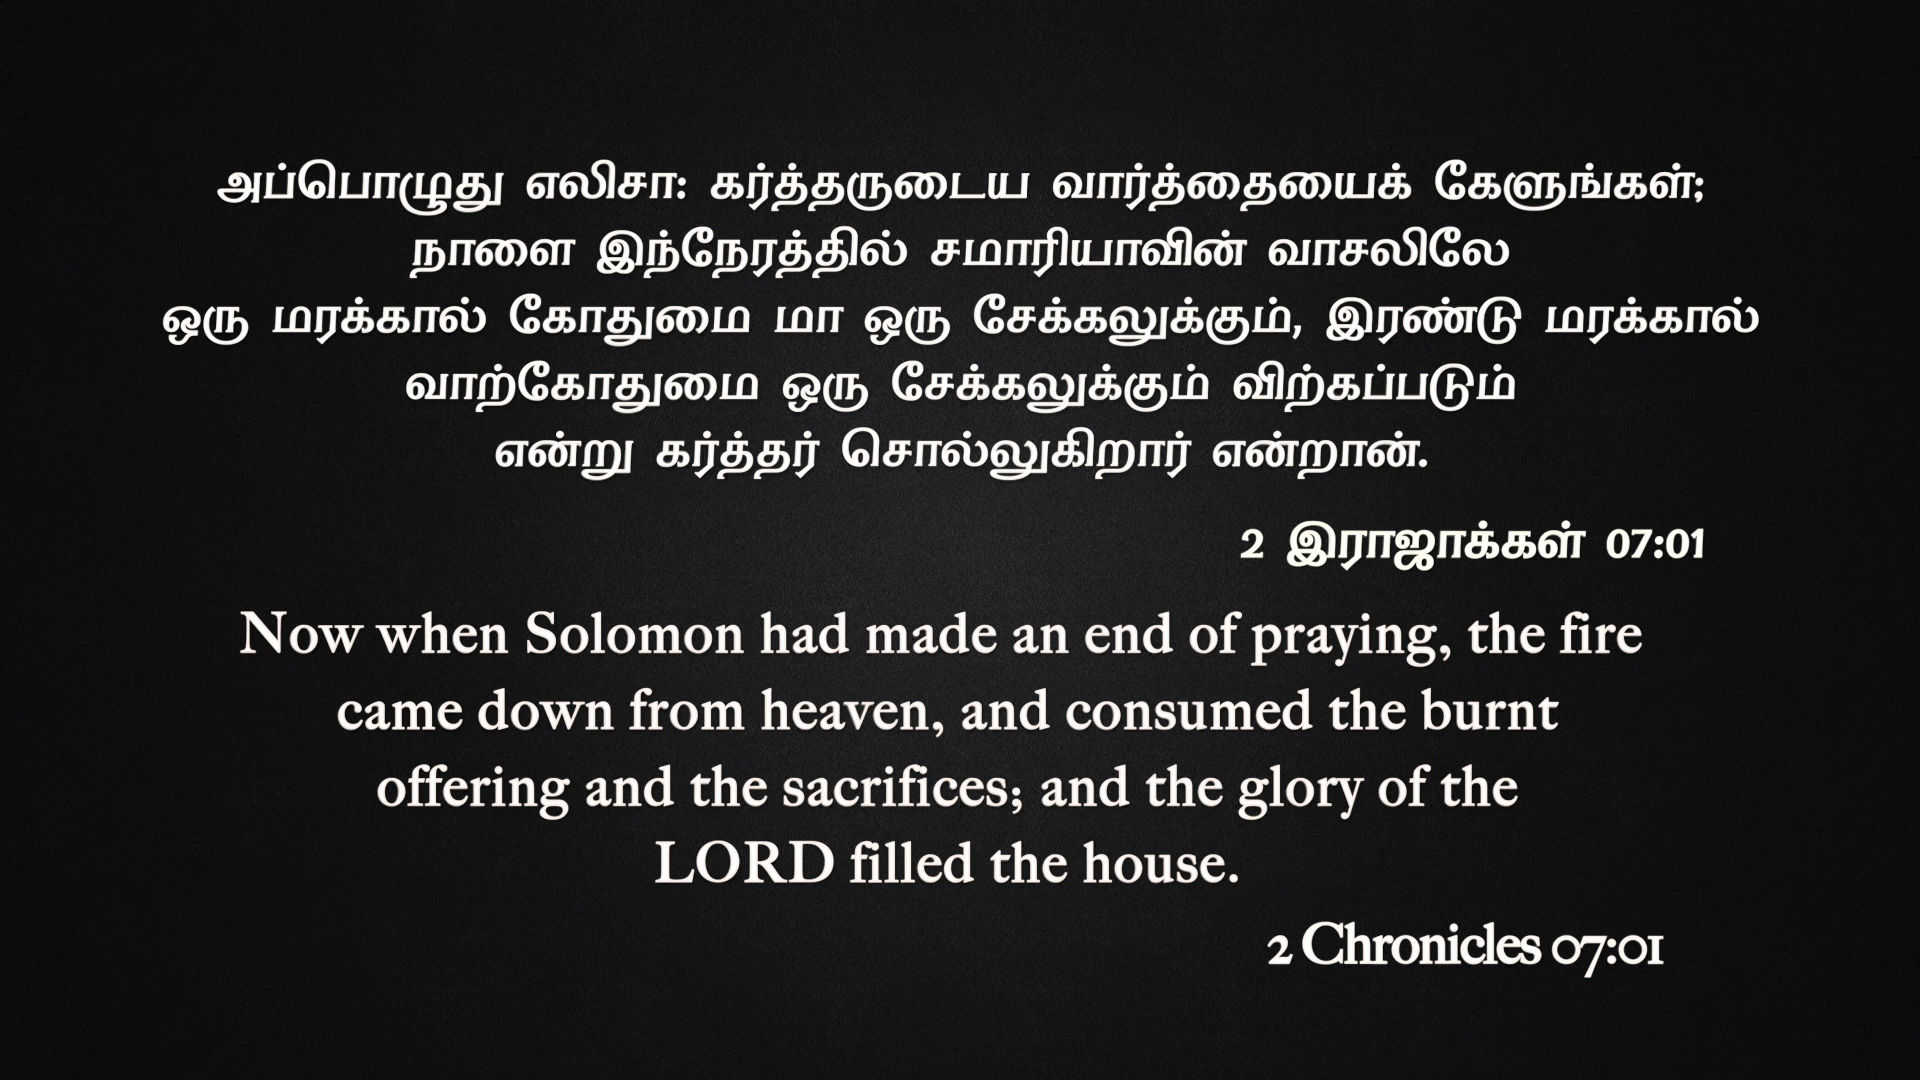 அப்பொழுது எலிசா: கர்த்தருடைய வார்த்தையைக் கேளுங்கள்;
நாளை இந்நேரத்தில் சமாரியாவின் வாசலிலே
ஒரு மரக்கால் கோதுமை மா ஒரு சேக்கலுக்கும், இரண்டு மரக்கால்
வாற்கோதுமை ஒரு சேக்கலுக்கும் விற்கப்படும்
என்று கர்த்தர் சொல்லுகிறார் என்றான்.
2 இராஜாக்கள் 07:01
Now when Solomon had made an end of praying, the fire
came down from heaven, and consumed the burnt
offering and the sacrifices; and the glory of the
LORD filled the house.
2 Chronicles 07:01